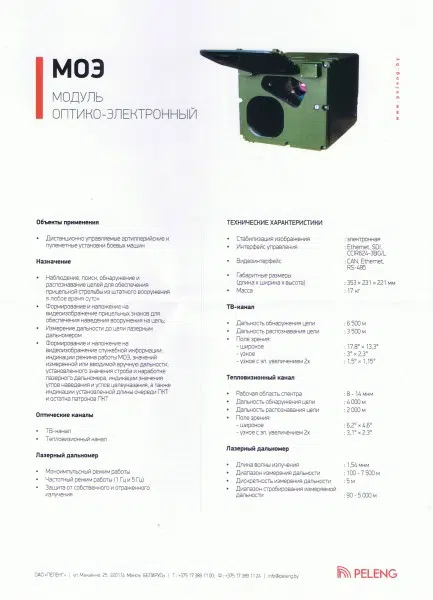 МОЭ
МОДУЛЬ
ОПТИКО-ЭЛЕКТРОННЫЙ
www.peleng.by
Объекты применения
• Дистанционно управляемые артиллерийские и
пулеметные установки боевых машин
Назначение
• Наблюдение, поиск, обнаружение и
распознавание целей для обеспечения
прицельной стрельбы из штатного вооружения
в любое время суток
• Формирование и наложение на
видеоизображение прицельных знаков для
обеспечения наведения вооружения на цель;
• Измерение дальности до цели лазерным
дальномером
• Формирование и наложение на
видеоизображение служебной информации:
индикации режима работы МОЭ, значений
измеренной или вводимой вручную дальности,
установленного значения строба и наработке
лазерного дальномера, индикации значения
углов наведения и углов целеуказания, а также
индикации установленной длины очереди ПКТ
и остатка патронов ПКТ
Оптические каналы
• ТВ-канал
• Тепловизионный канал
Лазерный дальномер
• Моноимпульсный режим работы
• Частотный режим работы (1 Гц и 5 Гц)
• Защита от собственного и отраженного
излучения
ТЕХНИЧЕСКИЕ ХАРАКТЕРИСТИКИ
• Стабилизация изображения : электронная
• Интерфейс управления : Ethernet, SDI,
CCIR624-3BG/L
• Видеоинтерфейс : CAN, Ethernet,
RS-485
• Габаритные размеры
(длина х ширина х высота) : 353 × 231 × 221 мм
• Масса : 17 кг
ТВ-канал
• Дальность обнаружения цели : 6 500 м
• Дальность распознавания цели : 3 500 м
• Поле зрения:
- широкое : 17,8° × 13,3°
- узкое : 3° × 2,3°
- узкое с эл. увеличением 2х : 1,5° × 1,15°
Тепловизионный канал
• Рабочая область спектра : 8 - 14 мкм
• Дальность обнаружения цели : 4 000 м
• Дальность распознавания цели : 2 000 м
• Поле зрения:
- широкое : 6,2° × 4,6°
- узкое с эл. увеличением 2х : 3,1° × 2,3°
Лазерный дальномер
• Длина волны излучения : 1,54 мкм
• Диапазон измерения дальности : 100 - 7 500 м
• Дискретность измерения дальности : 5 м
• Диапазон стробирования измеряемой
дальности : 90 - 5 000 м
ОАО «ПЕЛЕНГ» | ул. Макаёнка, 25, 220114 Минск, БЕЛАРУСЬ | Т.: +375 17 389 11 00, Ф.: +375 17 389 11 24 | info@peleng.by
PELENG